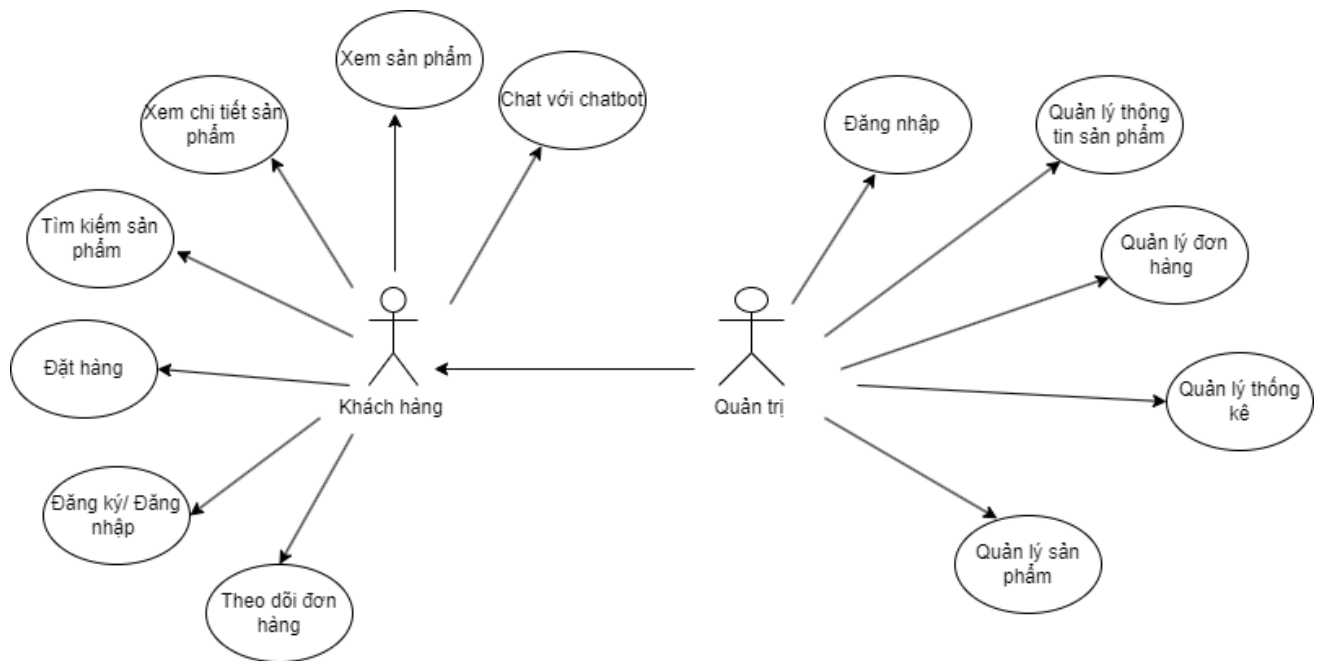 Xem sản phẩm
Chat với chatbot
Xem chi tiết sản
phẩm
Tìm kiếm sản
phẩm
Đặt hàng
Đăng ký/ Đăng
nhập
Theo dõi đơn
hàng
Khách hàng
Quản trị
Đăng nhập
Quản lý thông
tin sản phẩm
Quản lý đơn
hàng
Quản lý thống
kê
Quản lý sản
phẩm